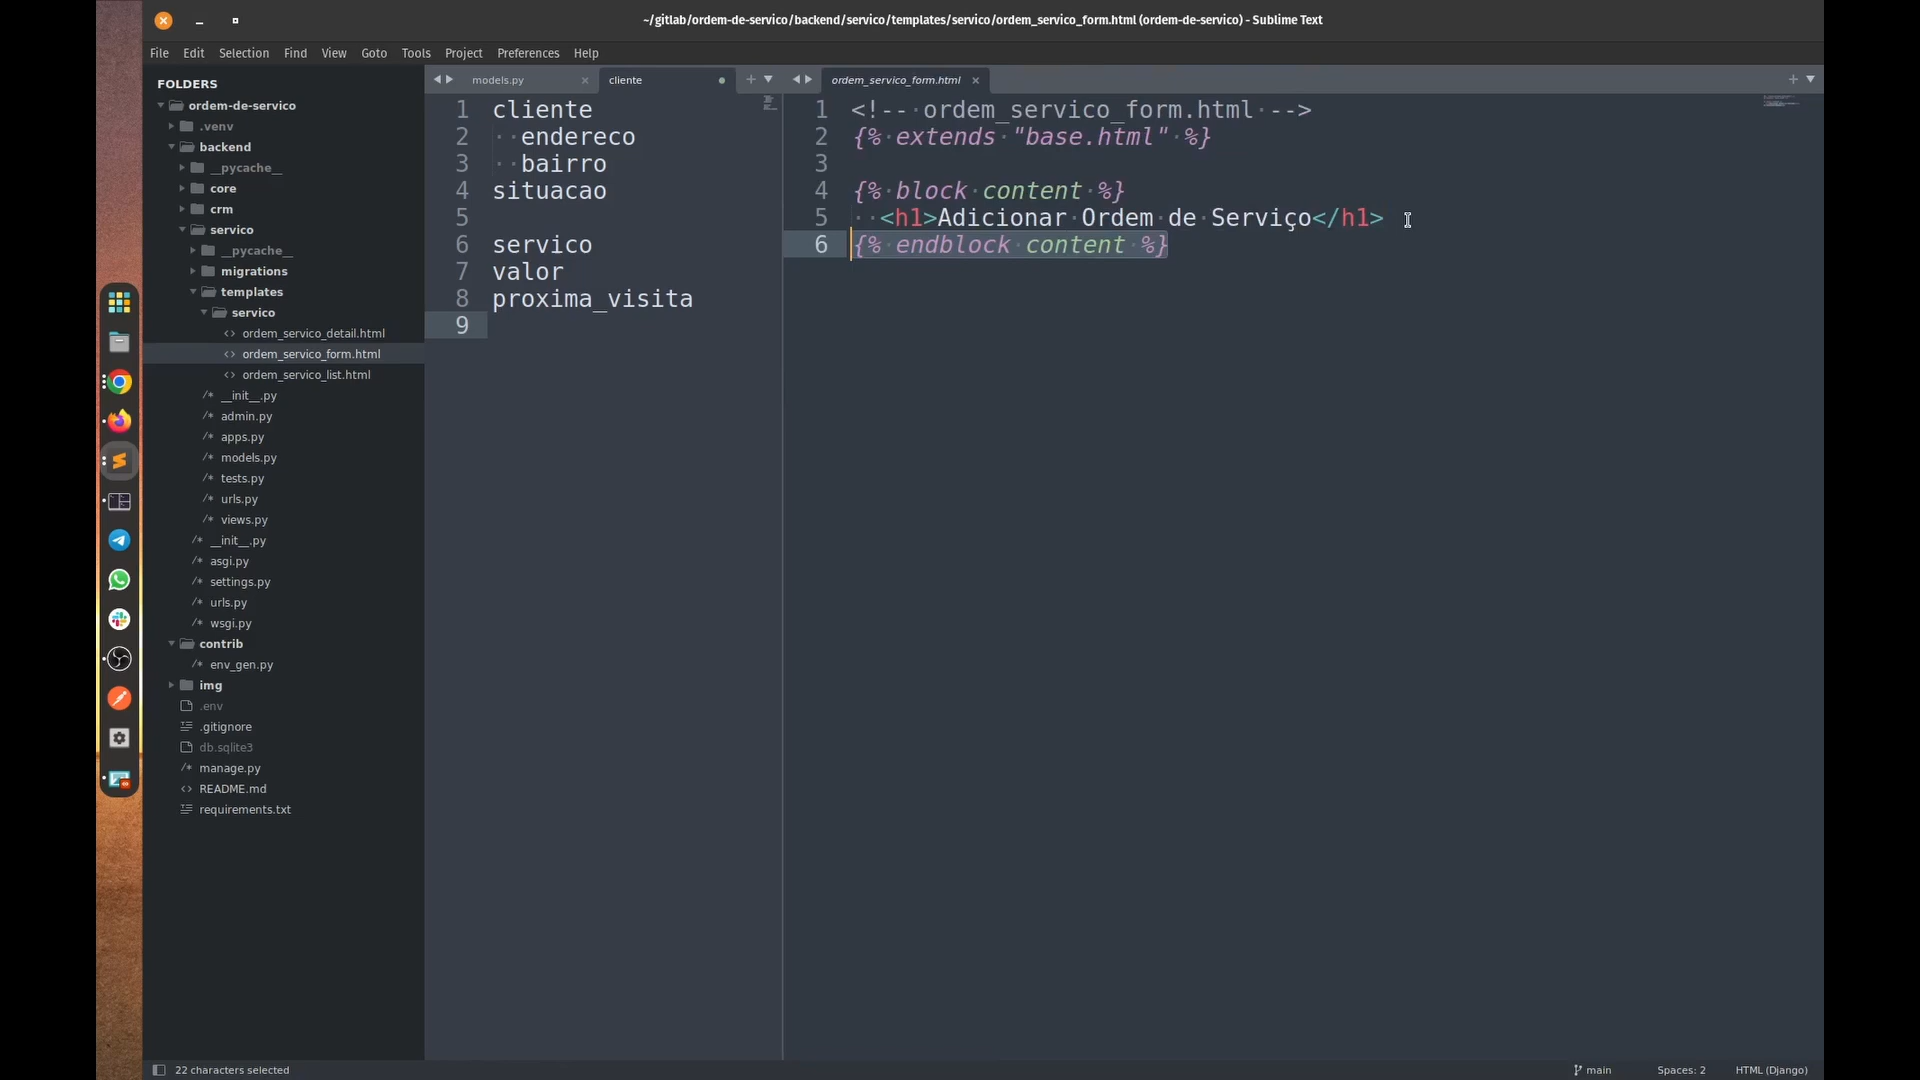 ~/gitlab/ordem-de-servico/backend/servico/templates/servico/ordem_servico_form.html (ordem-de-servico) - Sublime Text
File Edit Selection Find View Goto Tools Project Preferences Help
FOLDERS
ordem-de-servico
.venv
backend
__pycache__
core
crm
servico
__pycache__
migrations
templates
servico
ordem_servico_detail.html
ordem_servico_form.html
ordem_servico_list.html
__init__.py
admin.py
apps.py
models.py
tests.py
urls.py
views.py
__init__.py
asgi.py
settings.py
urls.py
wsgi.py
contrib
env_gen.py
img
.env
.gitignore
db.sqlite3
manage.py
README.md
requirements.txt
models.py cliente
1 cliente
2 endereco
3 bairro
4 situacao
5
6 servico
7 valor
8 proxima_visita
9
ordem_servico_form.html
1 <!-- ordem_servico_form.html -->
2 {% extends "base.html" %}
3
4 {% block content %}
5 <h1>Adicionar Ordem de Serviço</h1>
6 {% endblock content %}
22 characters selected
main Spaces: 2 HTML (Django)